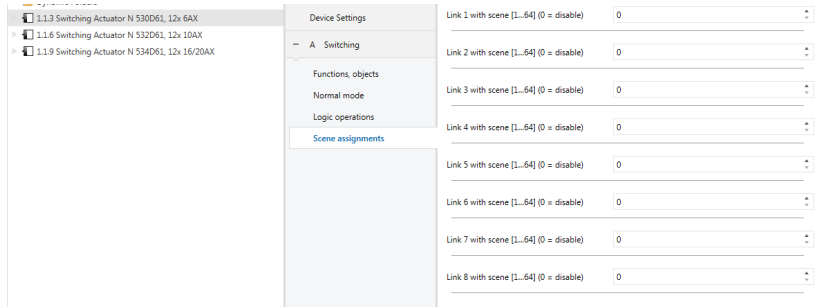 1.1.3 Switching Actuator N 530D61, 12x 6AX
1.1.6 Switching Actuator N 532D61, 12x 10AX
1.1.9 Switching Actuator N 534D61, 12x 16/20AX
Device Settings
A Switching
Functions, objects
Normal mode
Logic operations
Scene assignments
Link 1 with scene [1...64] (0 = disable) 0
Link 2 with scene [1...64] (0 = disable) 0
Link 3 with scene [1...64] (0 = disable) 0
Link 4 with scene [1...64] (0 = disable) 0
Link 5 with scene [1...64] (0 = disable) 0
Link 6 with scene [1...64] (0 = disable) 0
Link 7 with scene [1...64] (0 = disable) 0
Link 8 with scene [1...64] (0 = disable) 0